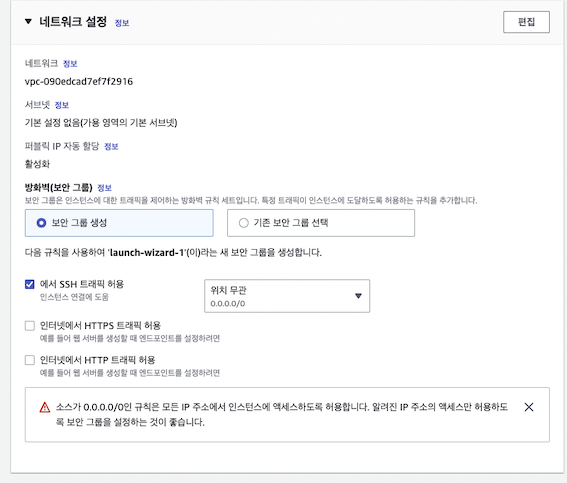 ▼ 네트워크 설정 정보
편집
네트워크 정보
vpc-090edcad7ef7f2916
서브넷 정보
기본 설정 없음(가용 영역의 기본 서브넷)
퍼블릭 IP 자동 할당 정보
활성화
방화벽(보안 그룹) 정보
보안 그룹은 인스턴스에 대한 트래픽을 제어하는 방화벽 규칙 세트입니다. 특정 트래픽이 인스턴스에 도달하도록 허용하는 규칙을 추가합니다.
보안 그룹 생성
기존 보안 그룹 선택
다음 규칙을 사용하여 'launch-wizard-1'(이)라는 새 보안 그룹을 생성합니다.
에서 SSH 트래픽 허용
인스턴스 연결에 도움
위치 무관
0.0.0.0/0
인터넷에서 HTTPS 트래픽 허용
예를 들어 웹 서버를 생성할 때 엔드포인트를 설정하려면
인터넷에서 HTTP 트래픽 허용
예를 들어 웹 서버를 생성할 때 엔드포인트를 설정하려면
소스가 0.0.0.0/0인 규칙은 모든 IP 주소에서 인스턴스에 액세스하도록 허용합니다. 알려진 IP 주소의 액세스만 허용하도
록 보안 그룹을 설정하는 것이 좋습니다.